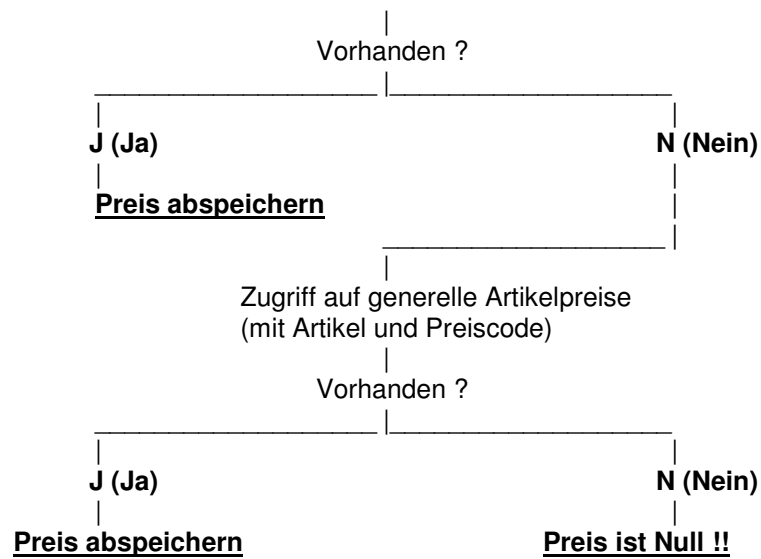 Vorhanden ?
J (Ja) N (Nein)
Preis abspeichern
Zugriff auf generelle Artikelpreise
(mit Artikel und Preiscode)
Vorhanden ?
J (Ja) N (Nein)
Preis abspeichern Preis ist Null !!